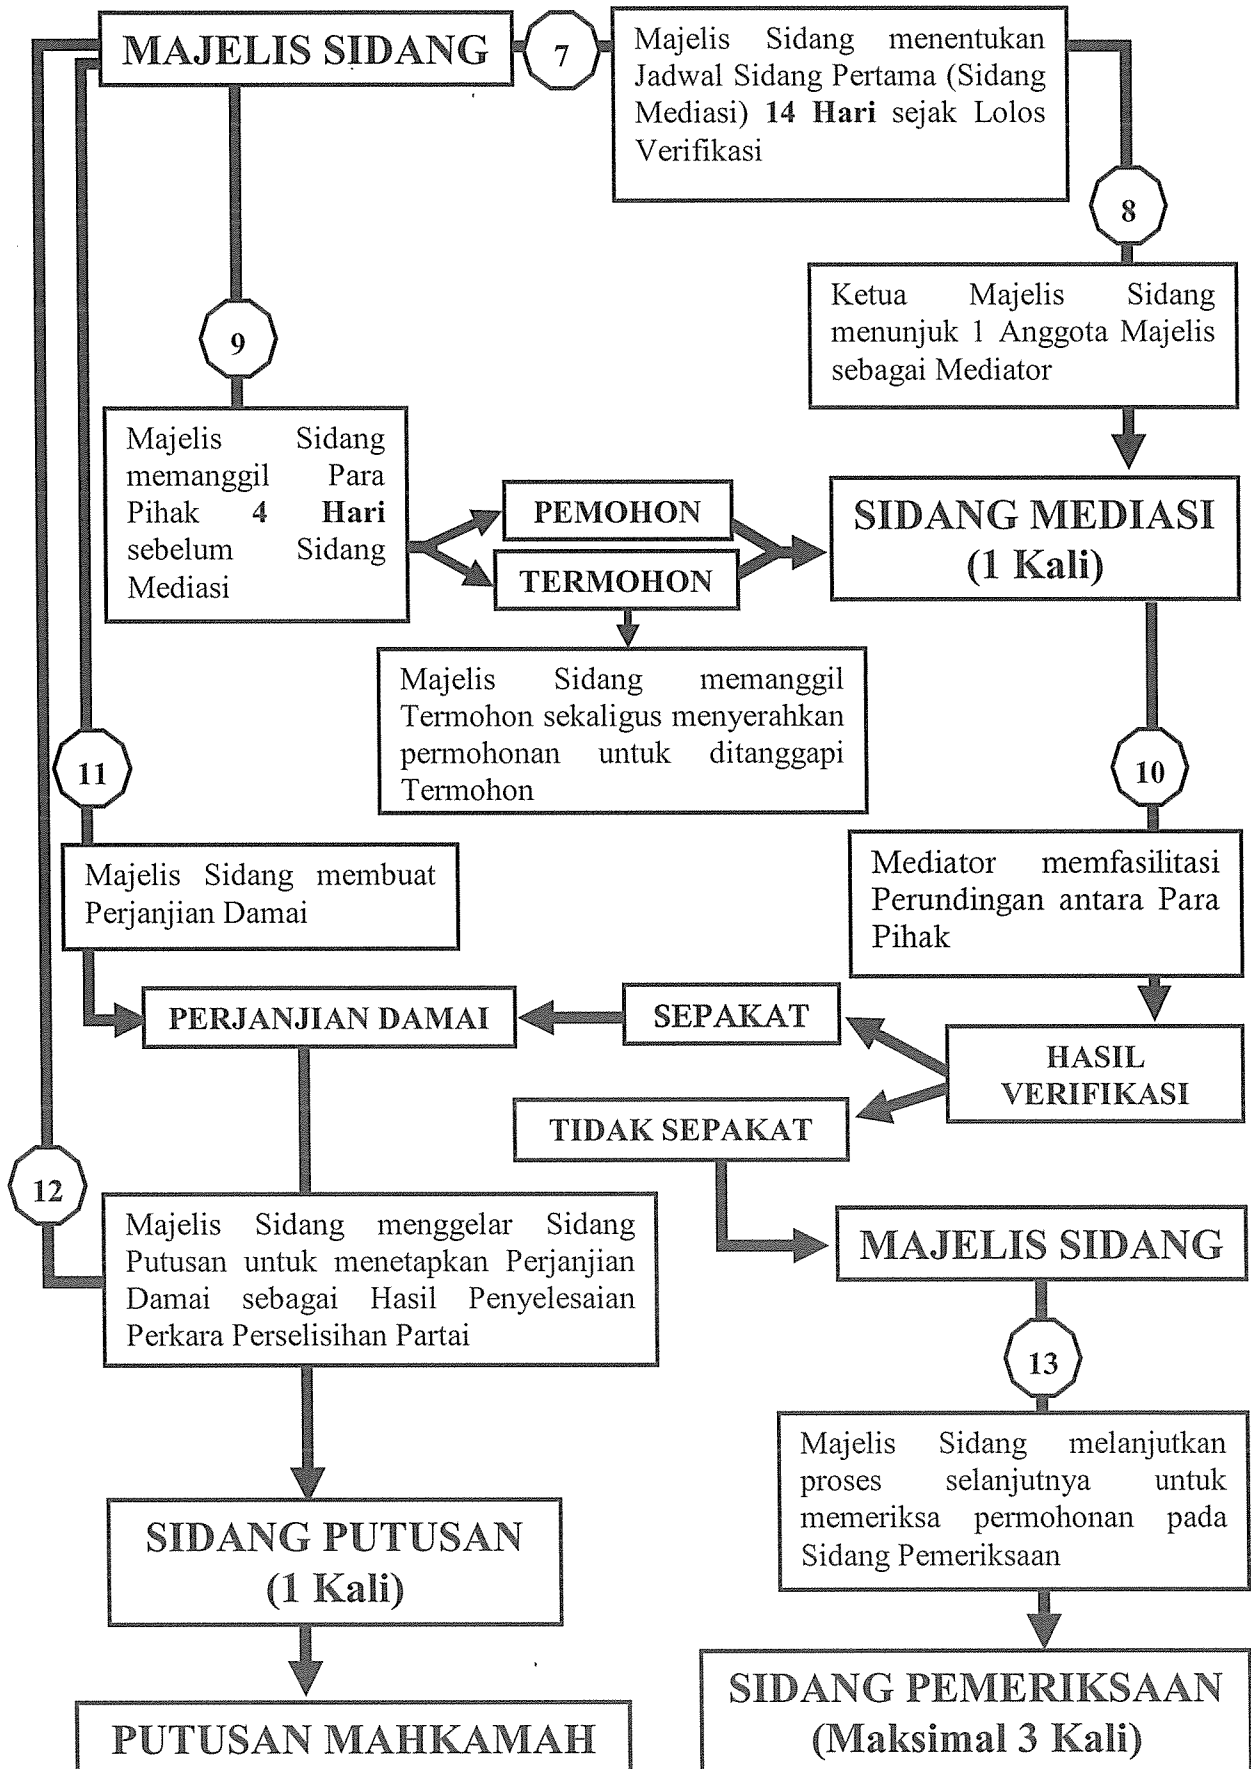 MAJELIS SIDANG
7
Majelis Sidang menentukan
Jadwal Sidang Pertama (Sidang
Mediasi) 14 Hari sejak Lolos
Verifikasi
8
Ketua Majelis Sidang
menunjuk 1 Anggota Majelis
sebagai Mediator
9
Majelis Sidang
memanggil Para
Pihak 4 Hari
sebelum Sidang
Mediasi
PEMOHON
TERMOHON
SIDANG MEDIASI
(1 Kali)
Majelis Sidang memanggil
Termohon sekaligus menyerahkan
permohonan untuk ditanggapi
Termohon
11
10
Majelis Sidang membuat
Perjanjian Damai
Mediator memfasilitasi
Perundingan antara Para
Pihak
PERJANJIAN DAMAI
SEPAKAT
HASIL
VERIFIKASI
TIDAK SEPAKAT
12
Majelis Sidang menggelar Sidang
Putusan untuk menetapkan Perjanjian
Damai sebagai Hasil Penyelesaian
Perkara Perselisihan Partai
MAJELIS SIDANG
13
Majelis Sidang melanjutkan
proses selanjutnya untuk
memeriksa permohonan pada
Sidang Pemeriksaan
SIDANG PUTUSAN
(1 Kali)
SIDANG PEMERIKSAAN
(Maksimal 3 Kali)
PUTUSAN MAHKAMAH